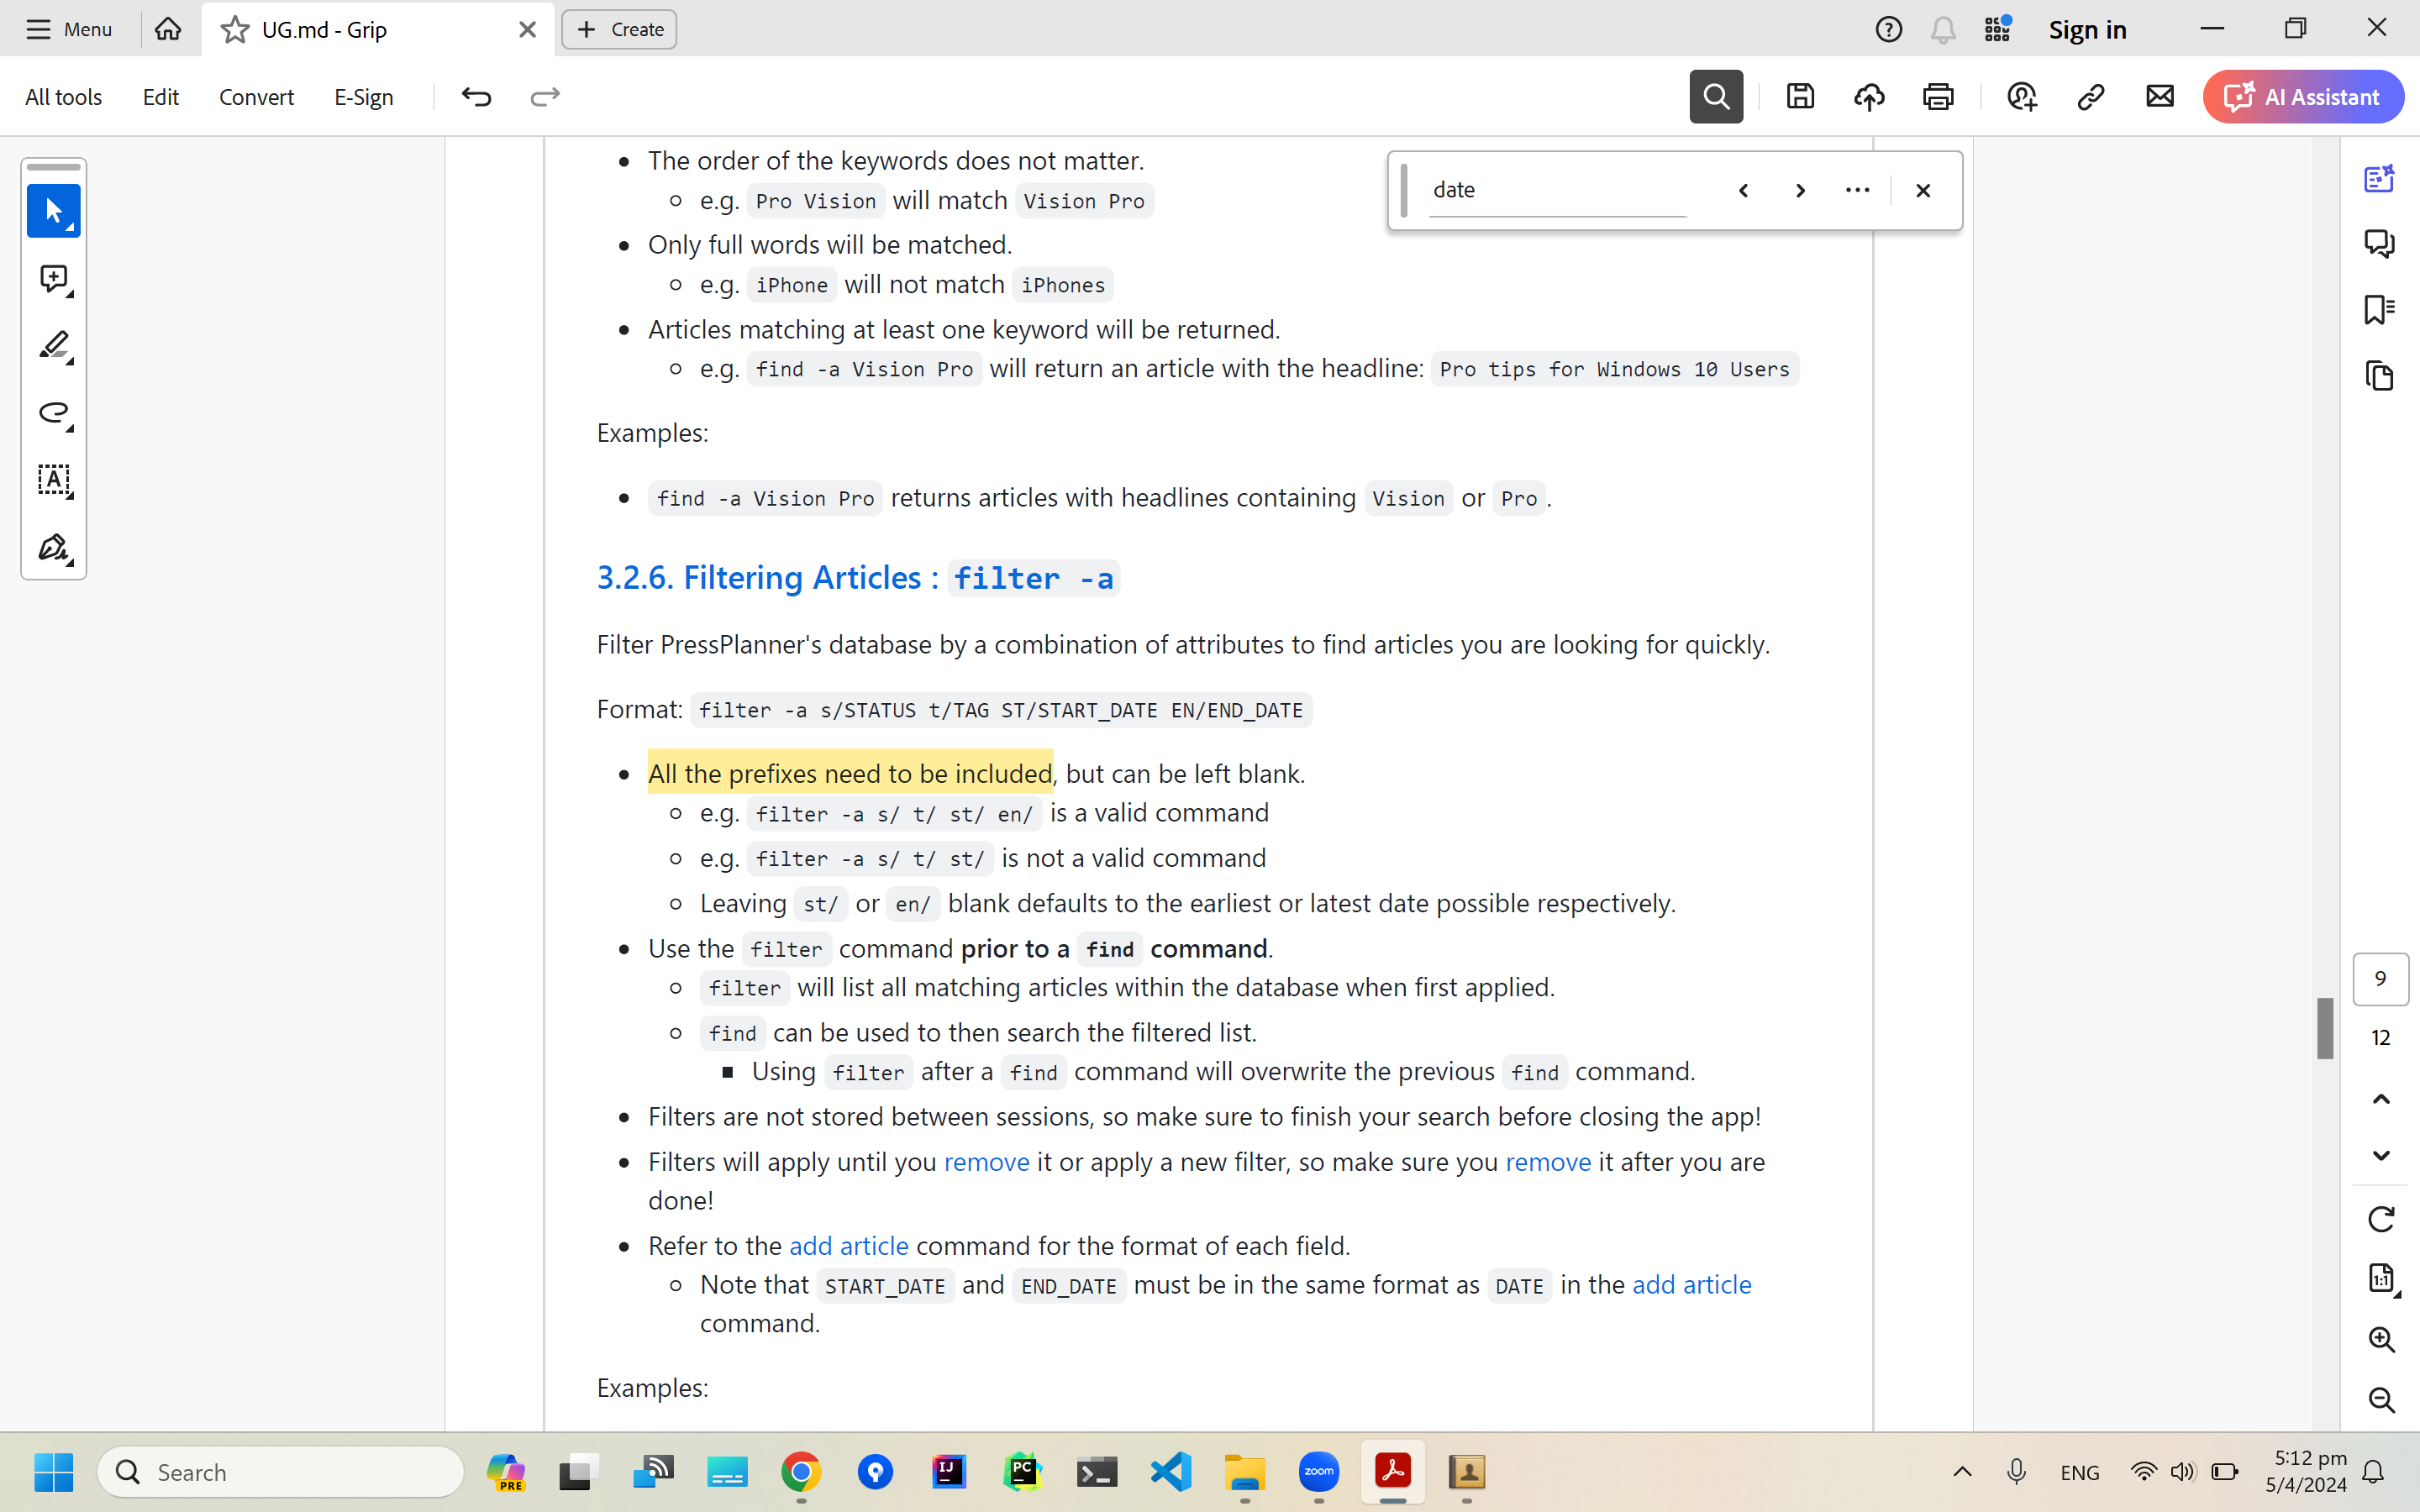 Menu
UG.md - Grip
Create
Sign in
All tools
Edit
Convert
E-Sign
AI Assistant
date
The order of the keywords does not matter.
e.g. Pro Vision will match Vision Pro
Only full words will be matched.
e.g. iPhone will not match iPhones
Articles matching at least one keyword will be returned.
e.g. find -a Vision Pro will return an article with the headline: Pro tips for Windows 10 Users
Examples:
find -a Vision Pro returns articles with headlines containing Vision or Pro.
3.2.6. Filtering Articles : filter -a
Filter PressPlanner's database by a combination of attributes to find articles you are looking for quickly.
Format: filter -a s/STATUS t/TAG ST/START_DATE EN/END_DATE
All the prefixes need to be included, but can be left blank.
e.g. filter -a s/ t/ st/ en/ is a valid command
e.g. filter -a s/ t/ st/ is not a valid command
Leaving st/ or en/ blank defaults to the earliest or latest date possible respectively.
Use the filter command prior to a find command.
filter will list all matching articles within the database when first applied.
find can be used to then search the filtered list.
Using filter after a find command will overwrite the previous find command.
Filters are not stored between sessions, so make sure to finish your search before closing the app!
Filters will apply until you remove it or apply a new filter, so make sure you remove it after you are
done!
Refer to the add article command for the format of each field.
Note that START_DATE and END_DATE must be in the same format as DATE in the add article
command.
Examples:
9
12
1:1
Search
PRE
IJ
PC
zoom
ENG
5:12 pm
5/4/2024